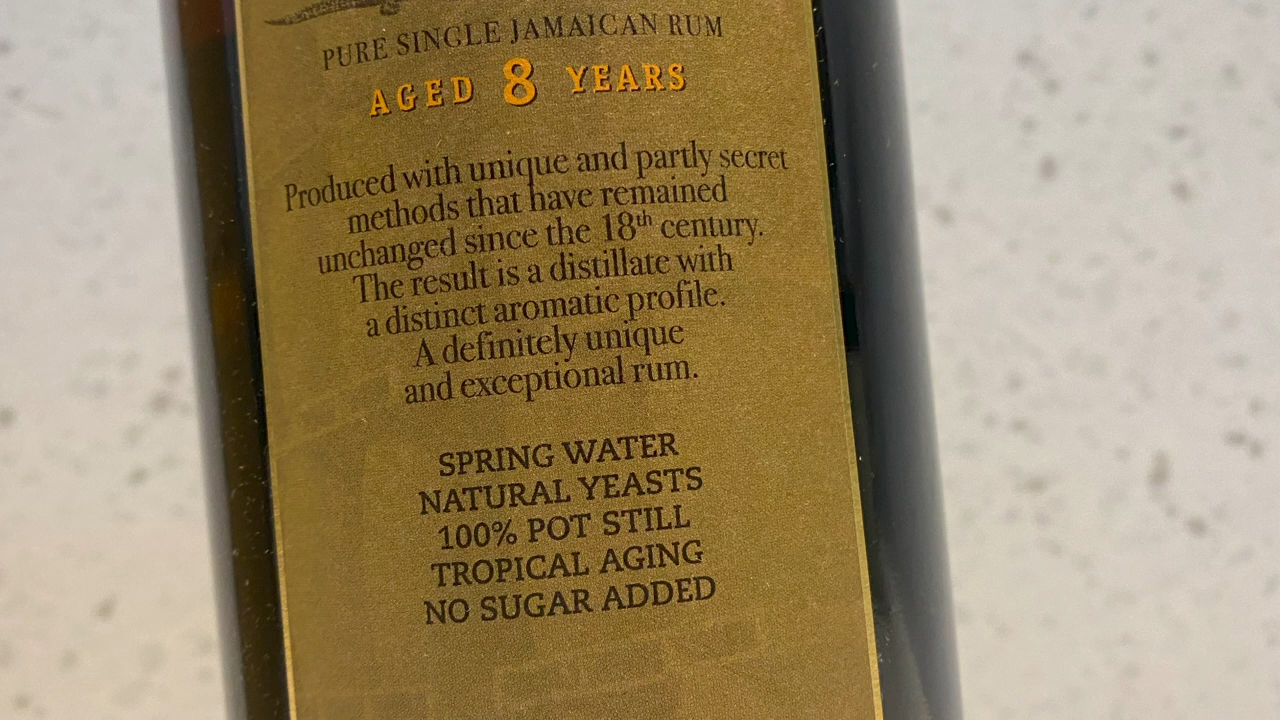 PURE SINGLE JAMAICAN RUM
AGED 8 YEARS
Produced with unique and partly secret
methods that have remained
unchanged since the 18th century.
The result is a distillate with
a distinct aromatic profile.
A definitely unique
and exceptional rum.
SPRING WATER
NATURAL YEASTS
100% POT STILL
TROPICAL AGING
NO SUGAR ADDED